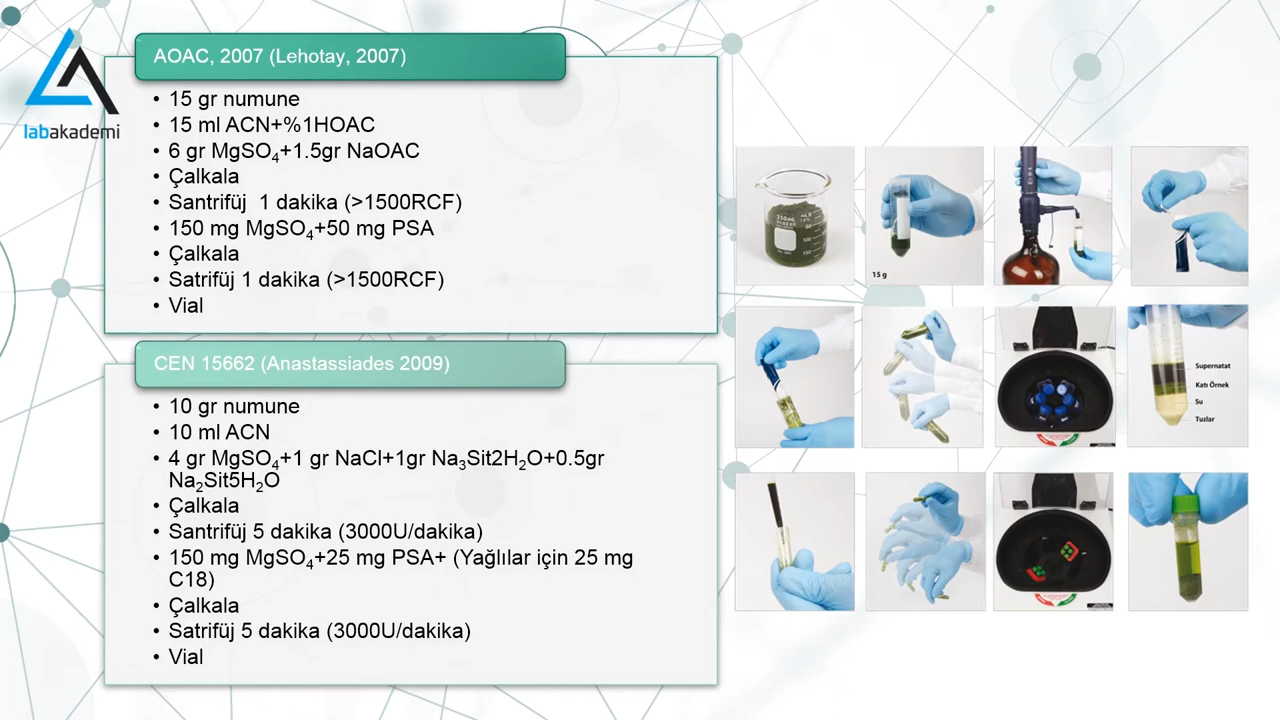 labakademi
AOAC, 2007 (Lehotay, 2007)
• 15 gr numune
• 15 ml ACN+%1HOAC
• 6 gr MgSO₄+1.5gr NaOAC
• Çalkala
• Santrifüj 1 dakika (>1500RCF)
• 150 mg MgSO₄+50 mg PSA
• Çalkala
• Satrifüj 1 dakika (>1500RCF)
• Vial
CEN 15662 (Anastassiades 2009)
• 10 gr numune
• 10 ml ACN
• 4 gr MgSO₄+1 gr NaCl+1gr Na₃Sit2H₂O+0.5gr
Na₂Sit5H₂O
• Çalkala
• Santrifüj 5 dakika (3000U/dakika)
• 150 mg MgSO₄+25 mg PSA+ (Yağlılar için 25 mg
C18)
• Çalkala
• Satrifüj 5 dakika (3000U/dakika)
• Vial
15 g
Supernatat
Katı Örnek
Su
Tuzlar